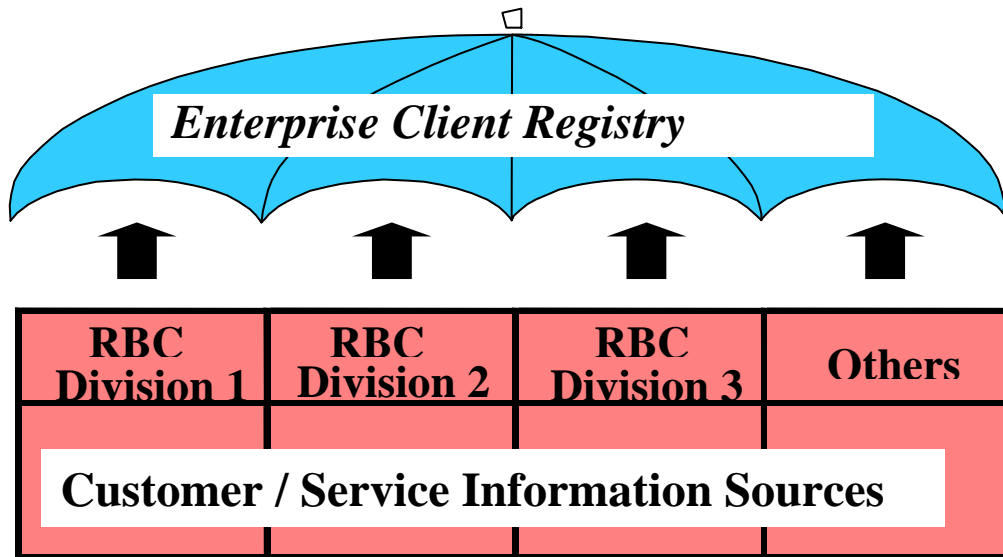 Enterprise Client Registry
RBC
Division 1
RBC
Division 2
RBC
Division 3
Others
Customer / Service Information Sources